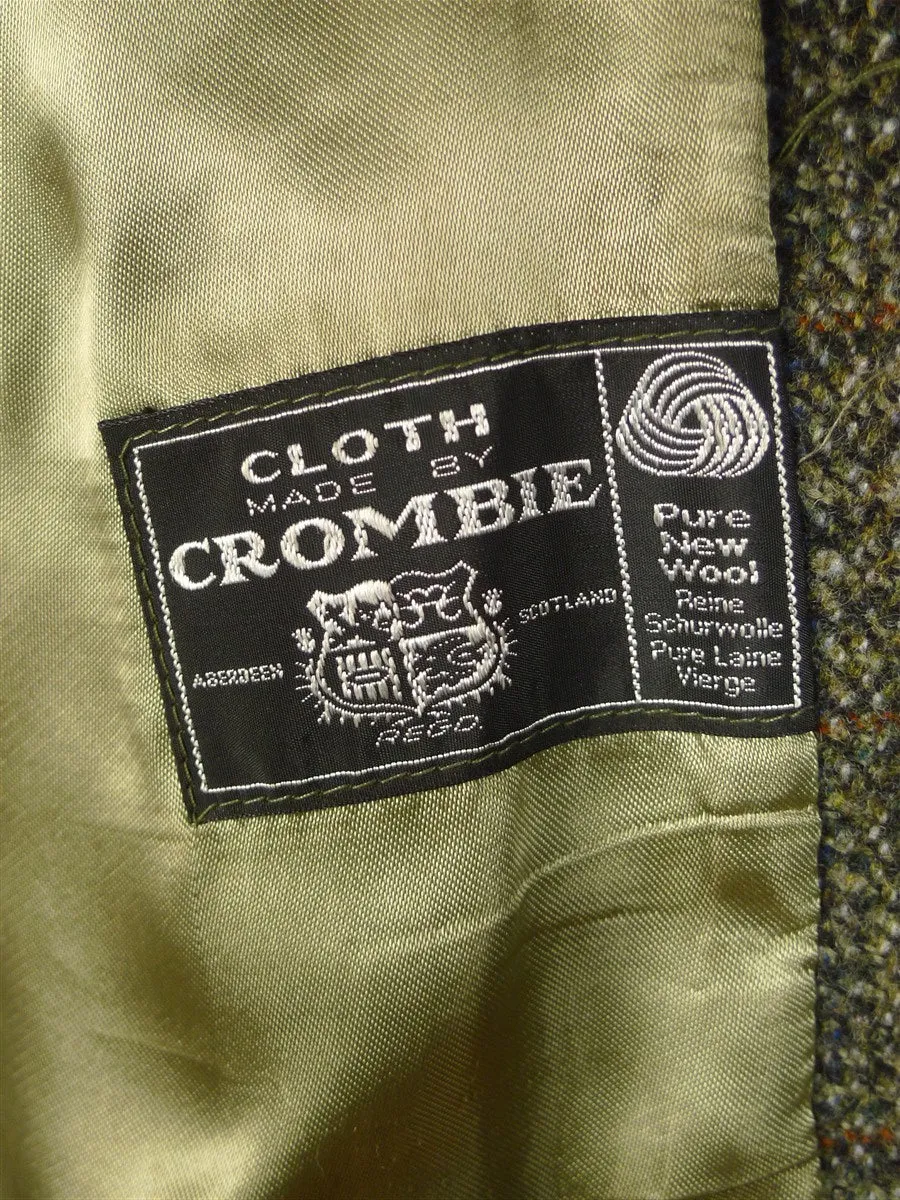 CLOTH
MADE BY
CROMBIE
ABERDEEN SCOTLAND
REGD.
Pure
New
Wool
Reine
Schurwolle
Pure Laine
Vierge